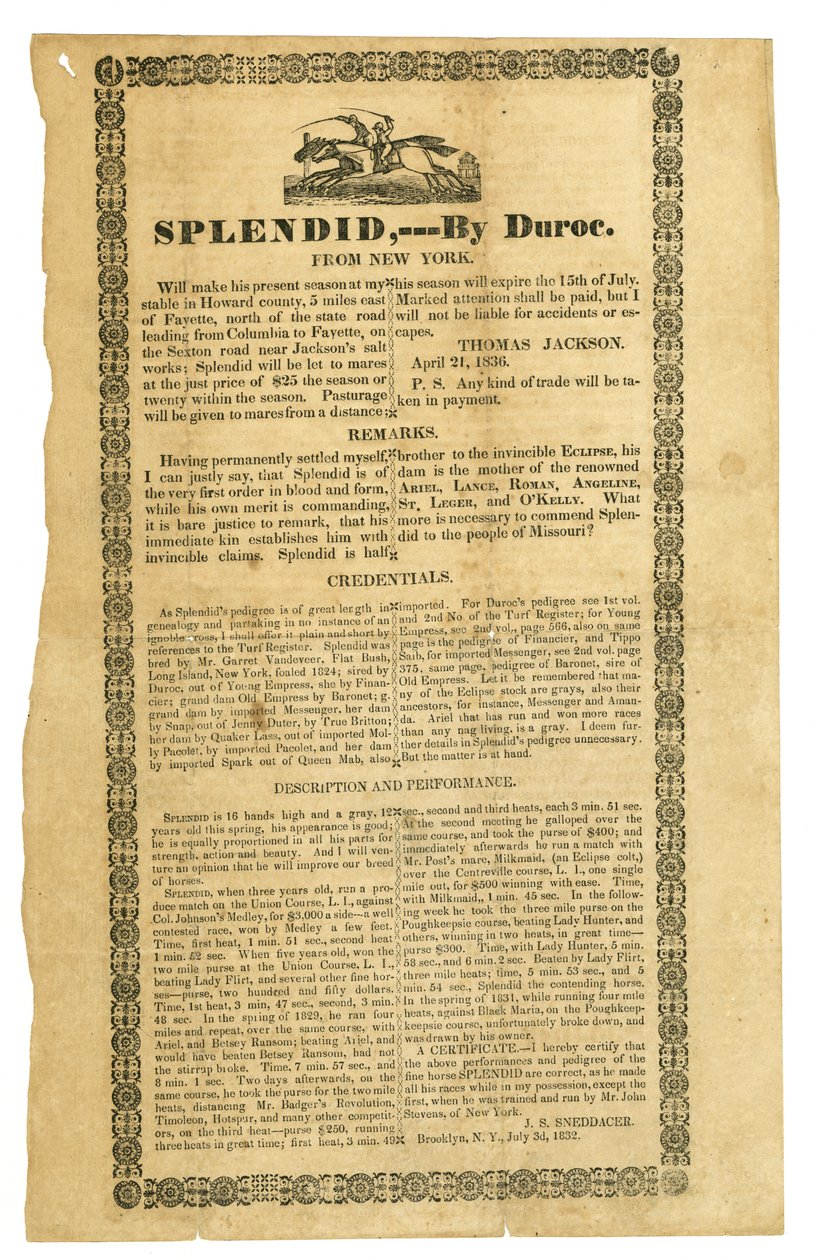 SPLENDID,---By Duroc.
FROM NEW YORK.
Will make his present season at my
stable in Howard county, 5 miles east
of Fayette, north of the state road
leading from Columbia to Fayette, on
the Sexton road near Jackson's salt
works; Splendid will be let to mares
at the just price of $25 the season or
twenty within the season. Pasturage
will be given to mares from a distance;
his season will expire the 15th of July.
Marked attention shall be paid, but I
will not be liable for accidents or es-
capes.
THOMAS JACKSON.
April 21, 1836.
P. S. Any kind of trade will be ta-
ken in payment.
REMARKS.
Having permanently settled myself,
I can justly say, that Splendid is of
the very first order in blood and form,
while his own merit is commanding,
it is bare justice to remark, that his
immediate kin establishes him with
invincible claims. Splendid is half
brother to the invincible ECLIPSE, his
dam is the mother of the renowned
ARIEL, LANCE, ROMAN, ANGELINE,
ST. LEGER, and O'KELLY. What
more is necessary to commend Splen-
did to the people of Missouri?
CREDENTIALS.
As Splendid's pedigree is of great length in
genealogy and partaking in no instance of an
ignoble cross, I shall offer it plain and short by
references to the Turf Register. Splendid was
bred by Mr. Garret Vandeveer, Flat Bush,
Long Island, New York, foaled 1824; sired by
Duroc, out of Young Empress, she by Finan-
cier; grand dam Old Empress by Baronet; g.
grand dam by imported Messenger, her dam
by Snap, out of Jenny Duter, by True Britton;
her dam by Quaker Lass, out of imported Mol-
ly Pacolet, by imported Pacolet, and her dam
by imported Spark out of Queen Mab, also
imported. For Duroc's pedigree see 1st vol.
and 2nd No of the Turf Register; for Young
Empress, see 2nd vol., page 566, also on same
page is the pedigree of Financier, and Tippo
Saib, for imported Messenger, see 2nd vol. page
375. same page, pedigree of Baronet, sire of
Old Empress. Let it be remembered that ma-
ny of the Eclipse stock are grays, also their
ancestors, for instance, Messenger and Aman-
da. Ariel that has run and won more races
than any nag living, is a gray. I deem fur-
ther details in Splendid's pedigree unnecessary.
But the matter is at hand.
DESCRIPTION AND PERFORMANCE.
SPLENDID is 16 hands high and a gray, 12
years old this spring, his appearance is good;
he is equally proportioned in all his parts for
strength, action and beauty. And I will ven-
ture an opinion that he will improve our breed
of horses.
SPLENDID, when three years old, run a pro-
duce match on the Union Course, L. I., against
Col. Johnson's Medley, for $3,000 a side--a well
contested race, won by Medley a few feet.
Time, first heat, 1 min. 51 sec., second heat
1 min. 52 sec. When five years old, won the
two mile purse at the Union Course, L. I.,
beating Lady Flirt, and several other fine hor-
ses—purse, two hundred and fifty dollars.
Time, 1st heat, 3 min, 47 sec., second, 3 min.
48 sec. In the spring of 1829, he ran four
miles and repeat, over the same course, with
Ariel, and Betsey Ransom; beating Ariel, and
would have beaten Betsey Ransom, had not
the stirrup broke. Time, 7 min. 57 sec., and
8 min. 1 sec. Two days afterwards, on the
same course, he took the purse for the two mile
heats, distancing Mr. Badger's Revolution,
Timoleon, Hotspur, and many other competit-
ors, on the third heat—purse $250, running
three heats in great time; first heat, 3 min. 49
sec., second and third heats, each 3 min. 51 sec.
At the second meeting he galloped over the
same course, and took the purse of $400; and
immediately afterwards he run a match with
Mr. Post's mare, Milkmaid, (an Eclipse colt,)
over the Centreville course, L. I., one single
mile out, for $500 winning with ease. Time,
with Milkmaid,, 1 min. 45 sec. In the follow-
ing week he took the three mile purse on the
Poughkeepsie course, beating Lady Hunter, and
others, winning in two heats, in great time—
purse $300. Time, with Lady Hunter, 5 min.
58 sec., and 6 min. 2 sec. Beaten by Lady Flirt,
three mile heats; time, 5 min. 53 sec., and 5
min. 54 sec., Splendid the contending horse.
In the spring of 1831, while running four mile
heats, against Black Maria, on the Poughkeep-
keepsie course, unfortunately broke down, and
was drawn by his owner.
A CERTIFICATE.—I hereby certify that
the above performances and pedigree of the
fine horse SPLENDID are correct, as he made
all his races while in my possession, except the
first, when he was trained and run by Mr. John
Stevens, of New York.
J. S. SNEDDACER.
Brooklyn, N. Y., July 3d, 1832.